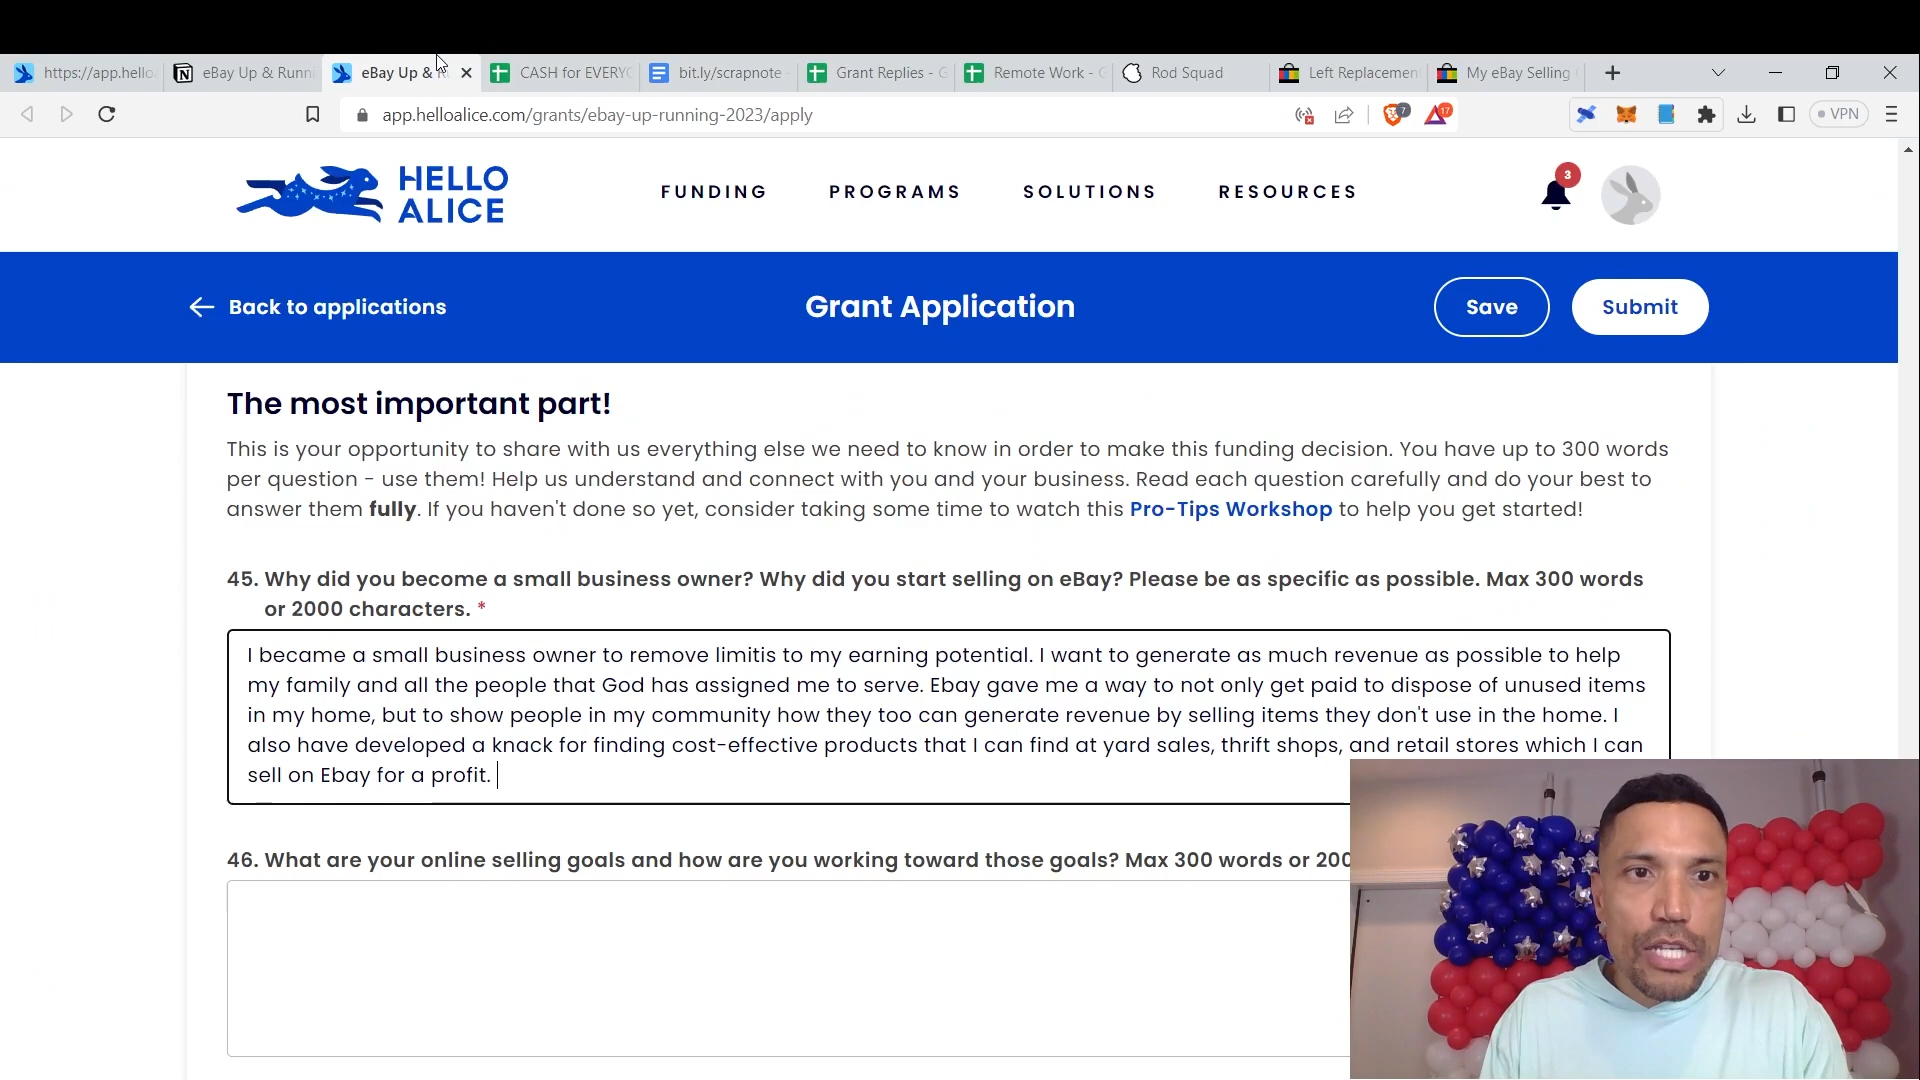 https://app.hello
eBay Up & Runni
eBay Up & R
CASH for EVERYO
bit.ly/scrapnote -
Grant Replies - G
Remote Work - G
Rod Squad
Left Replacement
My eBay Selling
app.helloalice.com/grants/ebay-up-running-2023/apply
7
17
VPN
HELLO
ALICE
FUNDING
PROGRAMS
SOLUTIONS
RESOURCES
3
Back to applications
Grant Application
Save
Submit
The most important part!
This is your opportunity to share with us everything else we need to know in order to make this funding decision. You have up to 300 words
per question - use them! Help us understand and connect with you and your business. Read each question carefully and do your best to
answer them fully. If you haven't done so yet, consider taking some time to watch this Pro-Tips Workshop to help you get started!
45. Why did you become a small business owner? Why did you start selling on eBay? Please be as specific as possible. Max 300 words
or 2000 characters. *
I became a small business owner to remove limitis to my earning potential. I want to generate as much revenue as possible to help
my family and all the people that God has assigned me to serve. Ebay gave me a way to not only get paid to dispose of unused items
in my home, but to show people in my community how they too can generate revenue by selling items they don't use in the home. I
also have developed a knack for finding cost-effective products that I can find at yard sales, thrift shops, and retail stores which I can
sell on Ebay for a profit.
46. What are your online selling goals and how are you working toward those goals? Max 300 words or 200